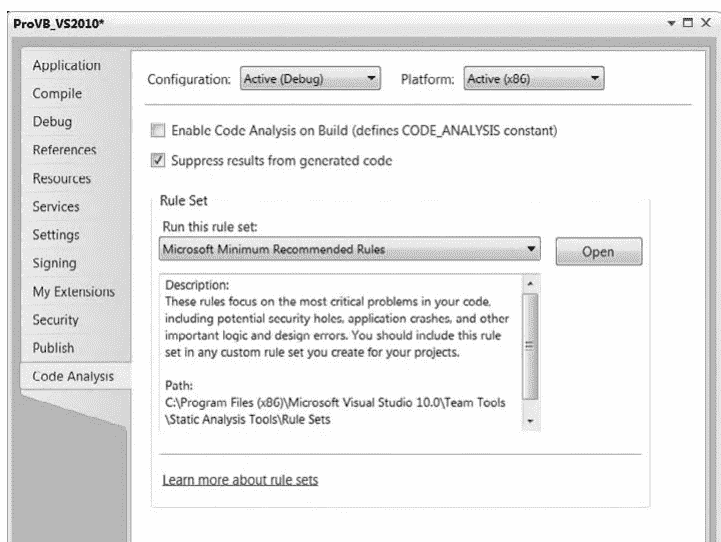 ProVB_VS2010*
Application
Compile
Debug
References
Resources
Services
Settings
Signing
My Extensions
Security
Publish
Code Analysis
Configuration: Active (Debug) Platform: Active (x86)
Enable Code Analysis on Build (defines CODE_ANALYSIS constant)
Suppress results from generated code
Rule Set
Run this rule set:
Microsoft Minimum Recommended Rules Open
Description:
These rules focus on the most critical problems in your code,
including potential security holes, application crashes, and other
important logic and design errors. You should include this rule
set in any custom rule set you create for your projects.
Path:
C:\Program Files (x86)\Microsoft Visual Studio 10.0\Team Tools
\Static Analysis Tools\Rule Sets
Learn more about rule sets